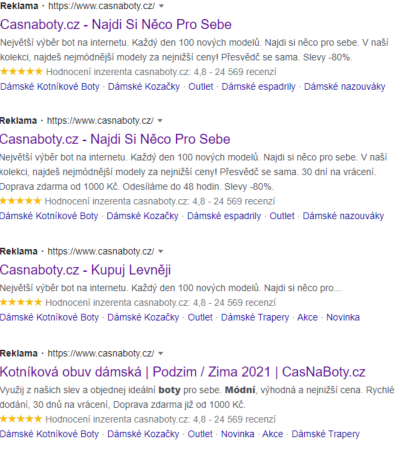 Reklama · https://www.casnaboty.cz/
Casnaboty.cz - Najdi Si Něco Pro Sebe
Největší výběr bot na internetu. Každý den 100 nových modelů. Najdi si něco pro sebe. V naší
kolekci, najdeš nejmódnější modely za nejnižší ceny! Přesvědč se sama. Slevy -80%.
★★★★★ Hodnocení inzerenta casnaboty.cz: 4,8 - 24 569 recenzí
Dámské Kotníkové Boty · Dámské Kozačky · Outlet · Dámské espadrily · Dámské nazouváky
Reklama · https://www.casnaboty.cz/
Casnaboty.cz - Najdi Si Něco Pro Sebe
Největší výběr bot na internetu. Každý den 100 nových modelů. Najdi si něco pro sebe. V naší
kolekci, najdeš nejmódnější modely za nejnižší ceny! Přesvědč se sama. 30 dní na vrácení.
Doprava zdarma od 1000 Kč. Odesíláme do 48 hodin. Slevy -80%.
★★★★★ Hodnocení inzerenta casnaboty.cz: 4,8 - 24 569 recenzí
Dámské Kotníkové Boty · Dámské Kozačky · Dámské espadrily · Outlet · Dámské nazouváky
Reklama · https://www.casnaboty.cz/
Casnaboty.cz - Kupuj Levněji
Největší výběr bot na internetu. Každý den 100 nových modelů. Najdi si něco pro...
★★★★★ Hodnocení inzerenta casnaboty.cz: 4,8 - 24 569 recenzí
Dámské Kotníkové Boty · Dámské Kozačky · Outlet · Dámské Trapery · Akce · Novinka
Reklama · https://www.casnaboty.cz/
Kotníková obuv dámská | Podzim / Zima 2021 | CasNaBoty.cz
Využij z našich slev a objednej ideální boty pro sebe. Módní, výhodná a nejnižší cena. Rychlé
dodání, 30 dnů na vrácení, Doprava zdarma již od 1000 Kč.
★★★★★ Hodnocení inzerenta casnaboty.cz: 4,8 - 24 569 recenzí
Dámské Kotníkové Boty · Dámské Kozačky · Outlet · Novinka · Akce · Dámské Trapery